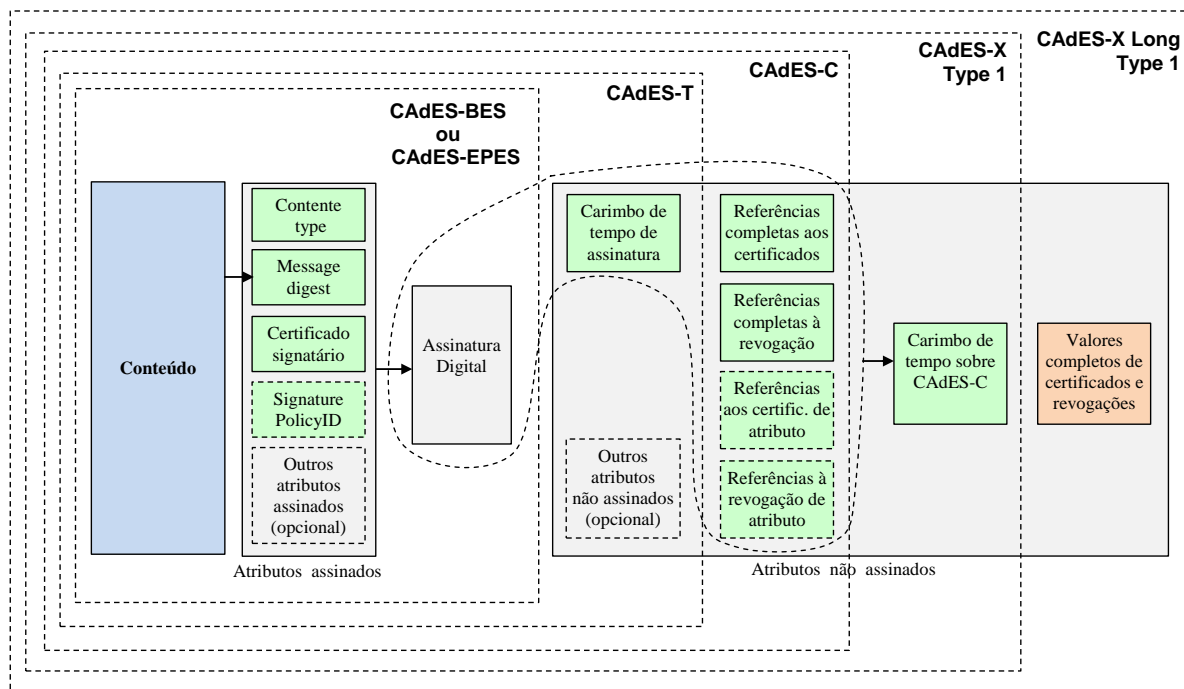 CAdES-X Long
Type 1
CAdES-X
Type 1
CAdES-C
CAdES-T
CAdES-BES
ou
CAdES-EPES
Conteúdo
Contente
type
Message
digest
Certificado
signatário
Signature
PolicyID
Outros
atributos
assinados
(opcional)
Atributos assinados
Assinatura
Digital
Carimbo de
tempo de
assinatura
Outros
atributos
não assinados
(opcional)
Referências
completas aos
certificados
Referências
completas à
revogação
Referências
aos certific. de
atributo
Referências à
revogação de
atributo
Carimbo de
tempo sobre
CAdES-C
Valores
completos de
certificados e
revogações
Atributos não assinados